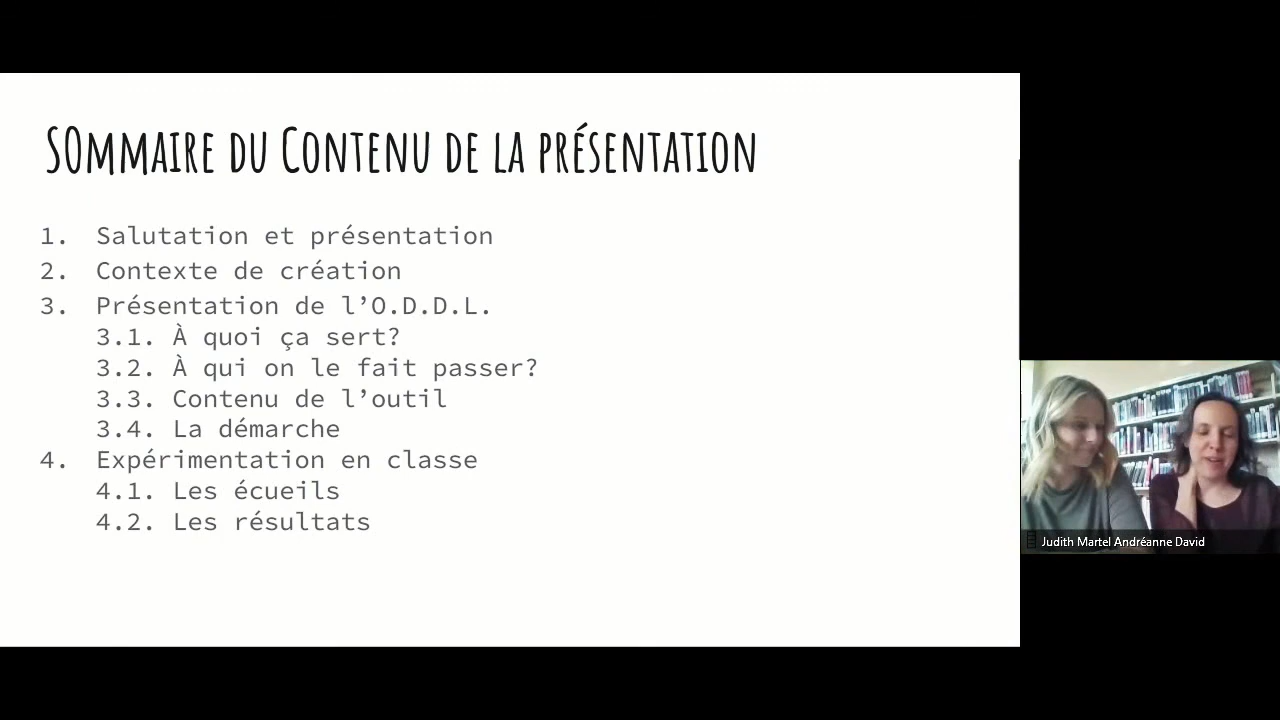 SOmmaire du Contenu de la présentation
1. Salutation et présentation
2. Contexte de création
3. Présentation de l’O.D.D.L.
3.1. À quoi ça sert?
3.2. À qui on le fait passer?
3.3. Contenu de l’outil
3.4. La démarche
4. Expérimentation en classe
4.1. Les écueils
4.2. Les résultats
Judith Martel Andréanne David